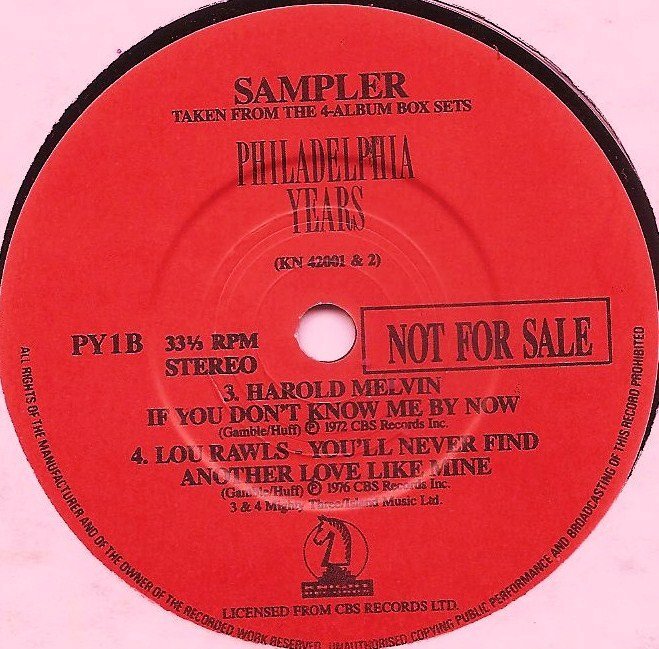 SAMPLER
TAKEN FROM THE 4-ALBUM BOX SETS
PHILADELPHIA
YEARS
(KN 42001 & 2)
PY1B 33⅓ RPM
STEREO
NOT FOR SALE
3. HAROLD MELVIN
IF YOU DON'T KNOW ME BY NOW
(Gamble/Huff) ℗ 1972 CBS Records Inc.
4. LOU RAWLS - YOU'LL NEVER FIND
ANOTHER LOVE LIKE MINE
(Gamble/Huff) ℗ 1976 CBS Records Inc.
3 & 4 Mighty Three/Island Music Ltd.
KNIGHT
LICENSED FROM CBS RECORDS LTD.
ALL RIGHTS OF THE MANUFACTURER AND OF THE OWNER OF THE RECORDED WORK RESERVED. UNAUTHORISED COPYING PUBLIC PERFORMANCE AND BROADCASTING OF THIS RECORD PROHIBITED